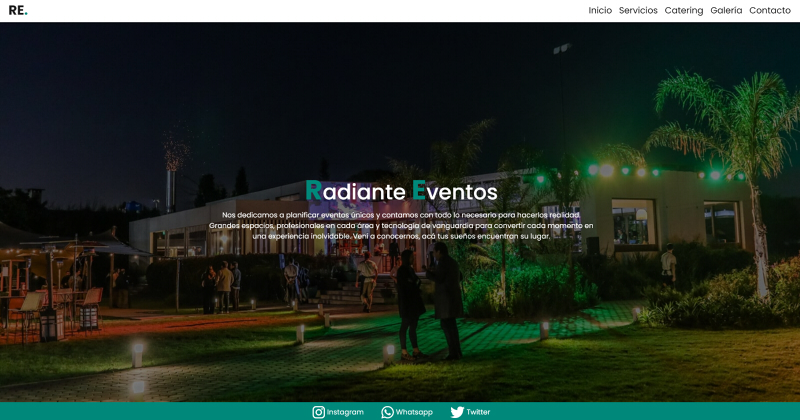 RE.
Inicio Servicios Catering Galería Contacto
Radiante Eventos
Nos dedicamos a planificar eventos únicos y contamos con todo lo necesario para hacerlos realidad.
Grandes espacios, profesionales en cada área y tecnología de vanguardia para convertir cada momento en
una experiencia inolvidable. Vení a conocernos, acá tus sueños encuentran su lugar.
Instagram Whatsapp Twitter